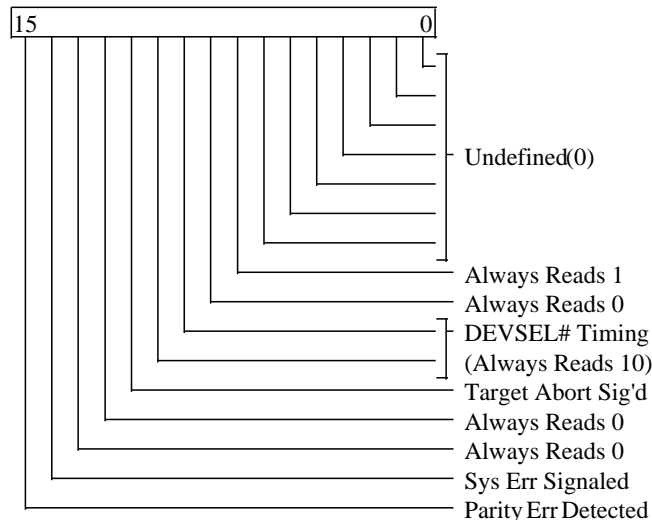 15 0
Undefined(0)
Always Reads 1
Always Reads 0
DEVSEL# Timing
(Always Reads 10)
Target Abort Sig'd
Always Reads 0
Always Reads 0
Sys Err Signaled
Parity Err Detected